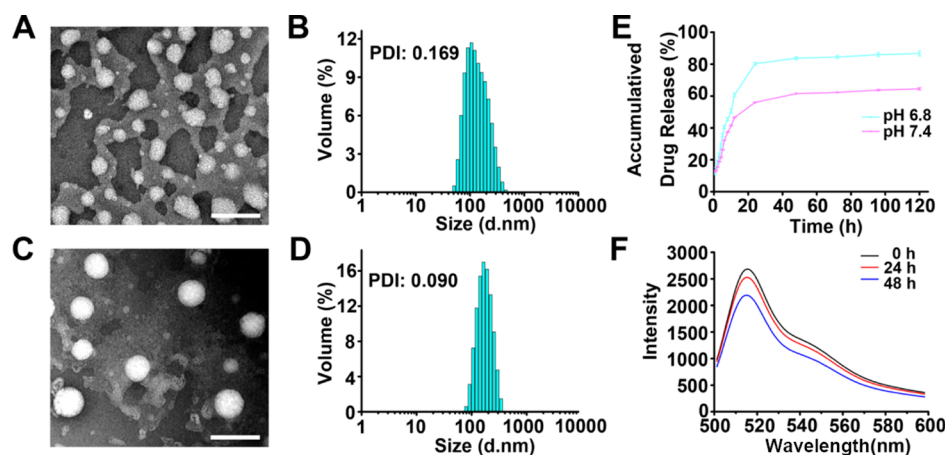 A
B
PDI: 0.169
Volume (%)
12
9
6
3
0
1 10 100 1000 10000
Size (d.nm)
E
Accumulatived
Drug Release (%)
100
80
60
40
20
0
pH 6.8
pH 7.4
0 20 40 60 80 100 120
Time (h)
C
D
PDI: 0.090
Volume (%)
16
12
8
4
0
1 10 100 1000 10000
Size (d.nm)
F
Intensity
3000
2500
2000
1500
1000
500
0
0 h
24 h
48 h
500 520 540 560 580 600
Wavelength(nm)